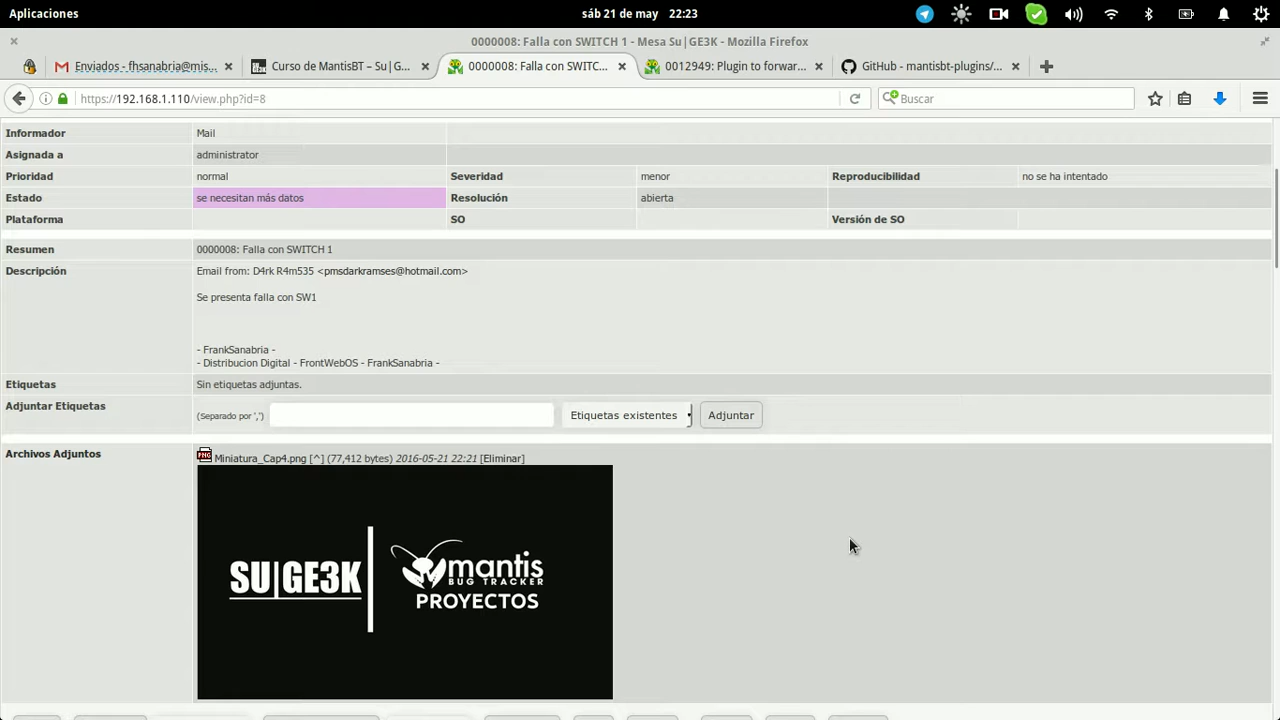 Aplicaciones
sáb 21 de may 22:23
0000008: Falla con SWITCH 1 - Mesa Su|GE3K - Mozilla Firefox
Enviados - fhsanabria@mis...
Curso de MantisBT – Su|G...
0000008: Falla con SWITC...
0012949: Plugin to forwar...
GitHub - mantisbt-plugins/...
https://192.168.1.110/view.php?id=8
Buscar
Informador Mail
Asignada a administrator
Prioridad normal Severidad menor Reproducibilidad no se ha intentado
Estado se necesitan más datos Resolución abierta
Plataforma SO Versión de SO
Resumen 0000008: Falla con SWITCH 1
Descripción Email from: D4rk R4m535 <pmsdarkramses@hotmail.com>
Se presenta falla con SW1
- FrankSanabria -
- Distribucion Digital - FrontWebOS - FrankSanabria -
Etiquetas Sin etiquetas adjuntas.
Adjuntar Etiquetas (Separado por ',') Etiquetas existentes Adjuntar
Archivos Adjuntos Miniatura_Cap4.png [^] (77,412 bytes) 2016-05-21 22:21 [Eliminar]
SU|GE3K
mantis
BUG TRACKER
PROYECTOS